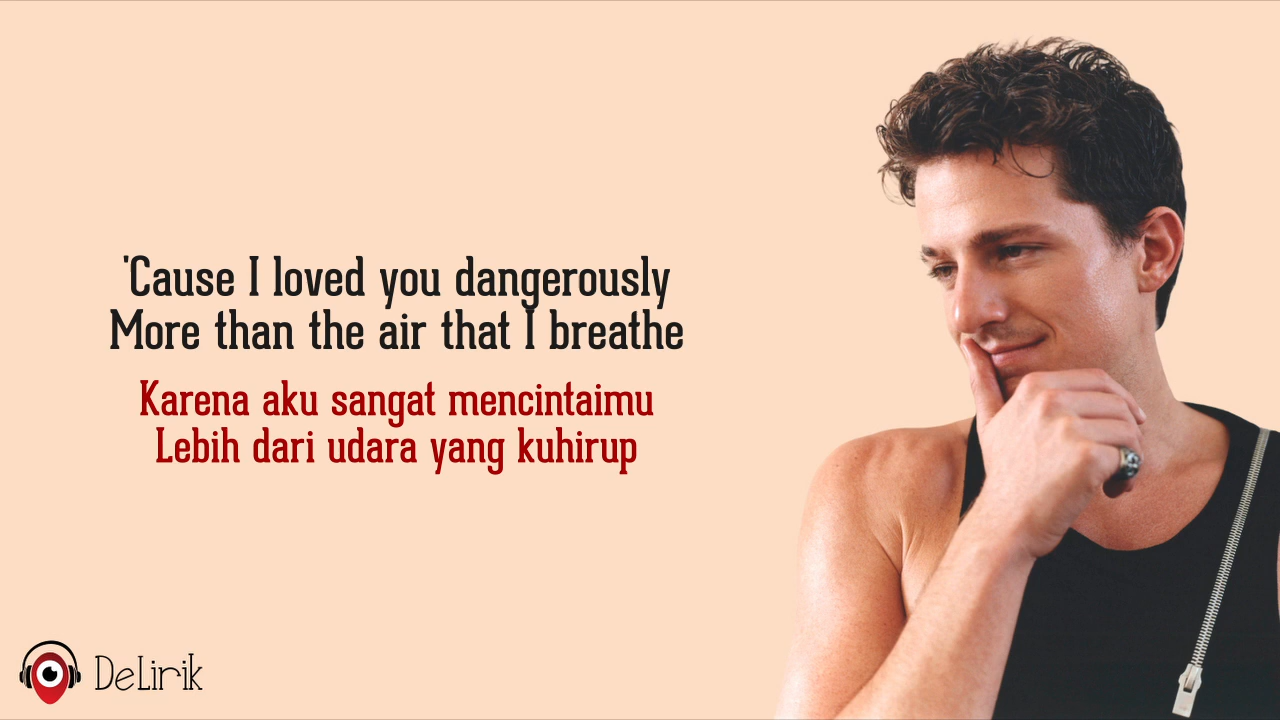 'Cause I loved you dangerously
More than the air that I breathe
Karena aku sangat mencintaimu
Lebih dari udara yang kuhirup
DeLirik